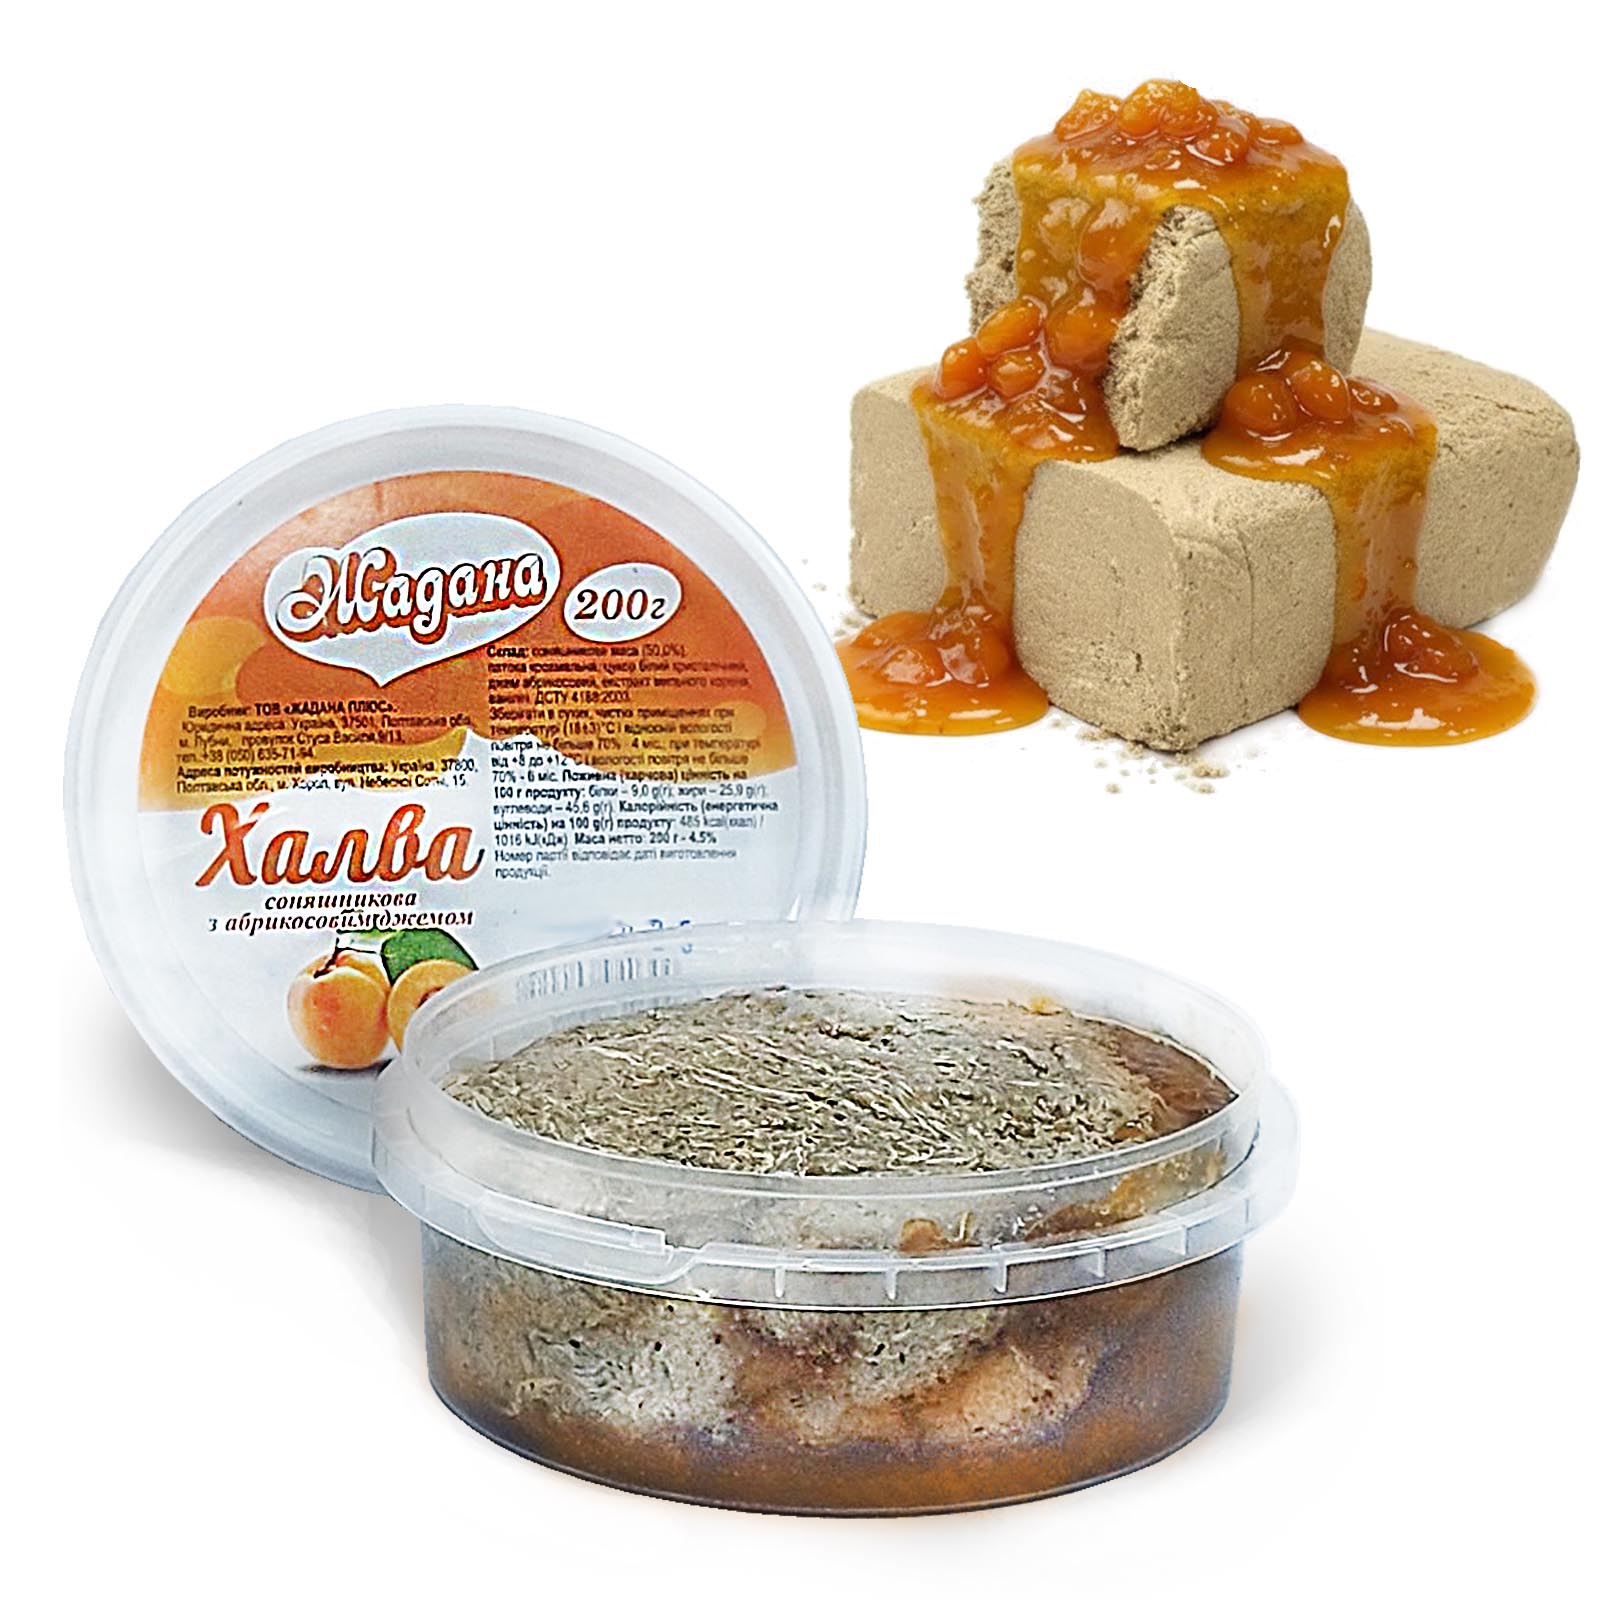 Жадана
200г
Склад: соняшникова маса (50,0%),
патока крохмальна, цукор білий кристалічний,
джем абрикосовий, екстракт мильного кореня,
ванілін. ДСТУ 4188:2003.
Зберігати в сухих, чистих приміщеннях при
температурі (18±3)°С і відносній вологості
повітря не більше 70% - 4 міс.; при температурі
від +8 до +12°С і вологості повітря не більше
70% - 6 міс. Поживна (харчова) цінність на
100 г продукту: білки – 9,0 g(г); жири – 25,9 g(г);
вуглеводи – 45,6 g(г). Калорійність (енергетична
цінність) на 100 g(г) продукту: 485 kcal(ккал) /
1016 kJ(кДж). Маса нетто: 200 г - 4,5%
Номер партії відповідає даті виготовлення
продукції.
Виробник: ТОВ «ЖАДАНА ПЛЮС».
Юридична адреса: Україна, 37501, Полтавська обл.,
м. Лубни, провулок Стуса Василя,9/13,
тел.:+38 (050) 635-71-94.
Адреса потужностей виробництва: Україна, 37800,
Полтавська обл., м. Хорол, вул. Небесної Сотні, 15.
Халва
соняшникова
з абрикосовим джемом